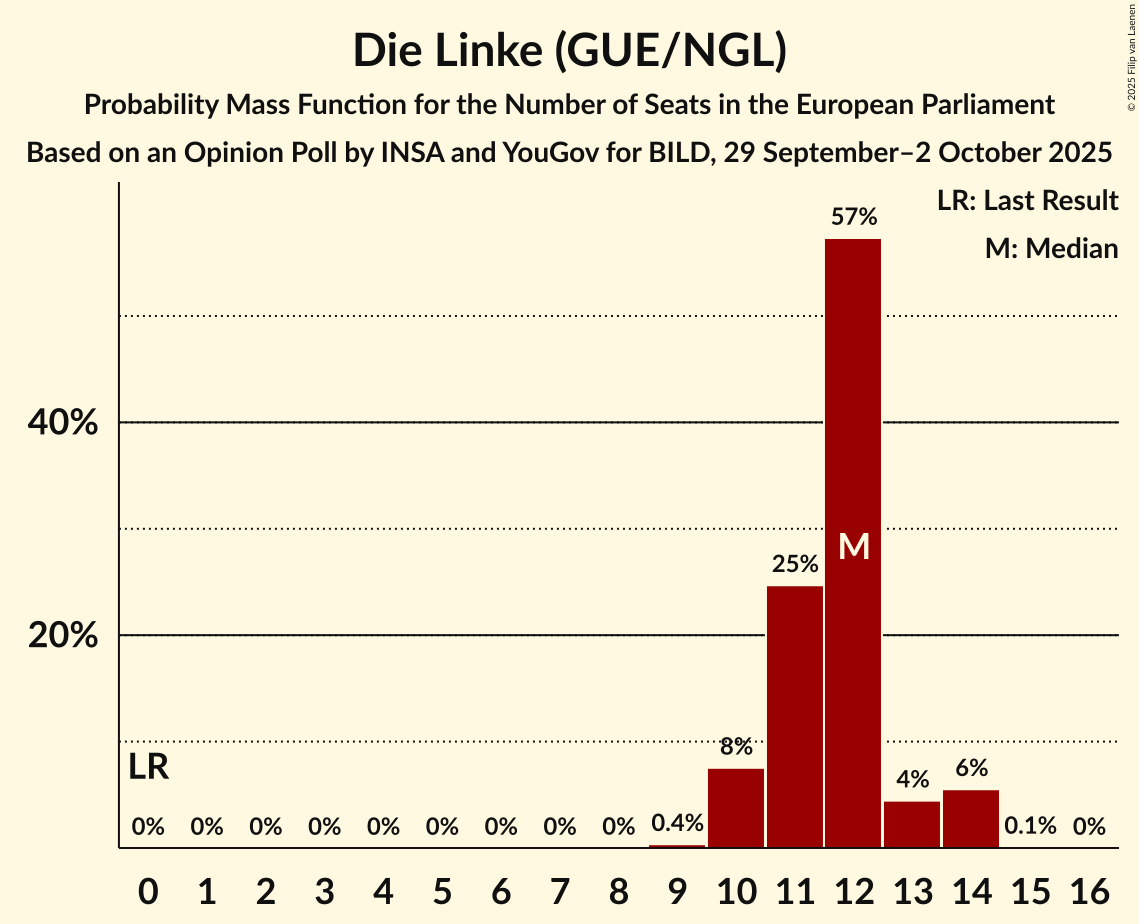 Die Linke (GUE/NGL)
Probability Mass Function for the Number of Seats in the European Parliament
Based on an Opinion Poll by INSA and YouGov for BILD, 29 September–2 October 2025
© 2025 Filip van Laenen
LR: Last Result
M: Median
57%
40%
M
25%
20%
8%
LR
6%
4%
0% 0% 0% 0% 0% 0% 0% 0% 0% 0.4% 0.1% 0%
0 1 2 3 4 5 6 7 8 9 10 11 12 13 14 15 16